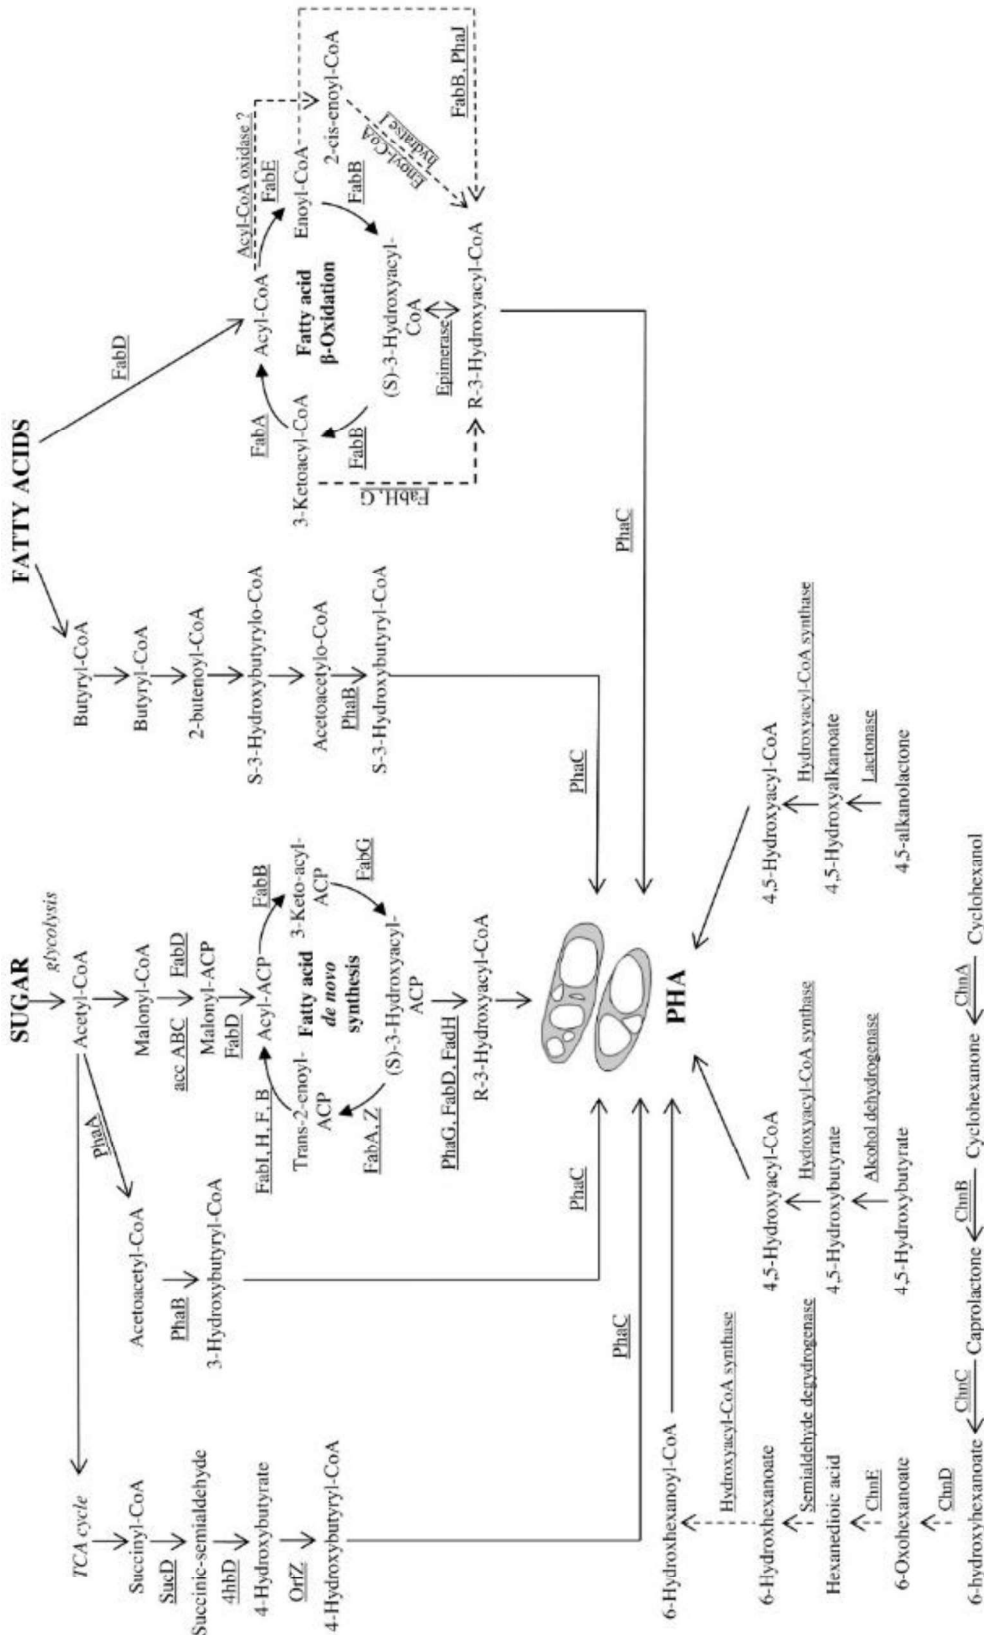 SUGAR
glycolysis
Acetyl-CoA
PhaA
TCA cycle
Succinyl-CoA
SucD
Succinic-semialdehyde
4hbD
4-Hydroxybutyrate
OrfZ
4-Hydroxybutyryl-CoA
PhaC
Acetoacetyl-CoA
PhaB
3-Hydroxybutyryl-CoA
PhaC
Malonyl-CoA
acc ABC
FabD
Malonyl-ACP
FabD
Acyl-ACP
FabB
3-Keto-acyl-
ACP
FabG
(S)-3-Hydroxyacyl-
ACP
FabA, Z
Trans-2-enoyl-
ACP
FabI, H, F, B
Fatty acid
de novo
synthesis
PhaG, FabD, FadH
R-3-Hydroxyacyl-CoA
FATTY ACIDS
Butyryl-CoA
Butyryl-CoA
2-butenoyl-CoA
S-3-Hydroxybutyrylo-CoA
Acetoacetylo-CoA
PhaB
S-3-Hydroxybutyryl-CoA
PhaC
FabD
Acyl-CoA
Acyl-CoA oxidase ?
FabE
Enoyl-CoA
2-cis-enoyl-CoA
FabB
Enoyl-CoA
hydratse I
FabB, PhaJ
(S)-3-Hydroxyacyl-
CoA
FabB
3-Ketoacyl-CoA
FabA
Fatty acid
β-Oxidation
Epimerase
FabH, G
R-3-Hydroxyacyl-CoA
PhaC
PHA
6-Hydroxhexanoyl-CoA
Hydroxyacyl-CoA synthase
6-Hydroxhexanoate
Semialdehyde degydrogenase
Hexanedioic acid
ChnE
6-Oxohexanoate
ChnD
6-hydroxyhexanoate
ChnC
Caprolactone
ChnB
Cyclohexanone
ChnA
Cyclohexanol
4,5-Hydroxyacyl-CoA
Hydroxyacyl-CoA synthase
4,5-Hydroxybutyrate
Alcohol dehydrogenase
4,5-Hydroxybutyrate
4,5-Hydroxyacyl-CoA
Hydroxyacyl-CoA synthase
4,5-Hydroxyalkanoate
Lactonase
4,5-alkanolactone